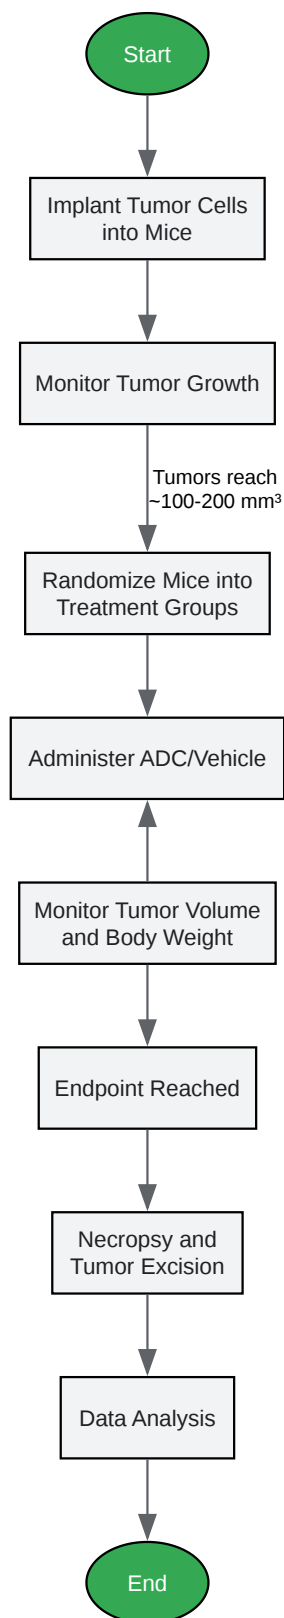 Start
Implant Tumor Cells
into Mice
Monitor Tumor Growth
Tumors reach
~100-200 mm³
Randomize Mice into
Treatment Groups
Administer ADC/Vehicle
Monitor Tumor Volume
and Body Weight
Endpoint Reached
Necropsy and
Tumor Excision
Data Analysis
End